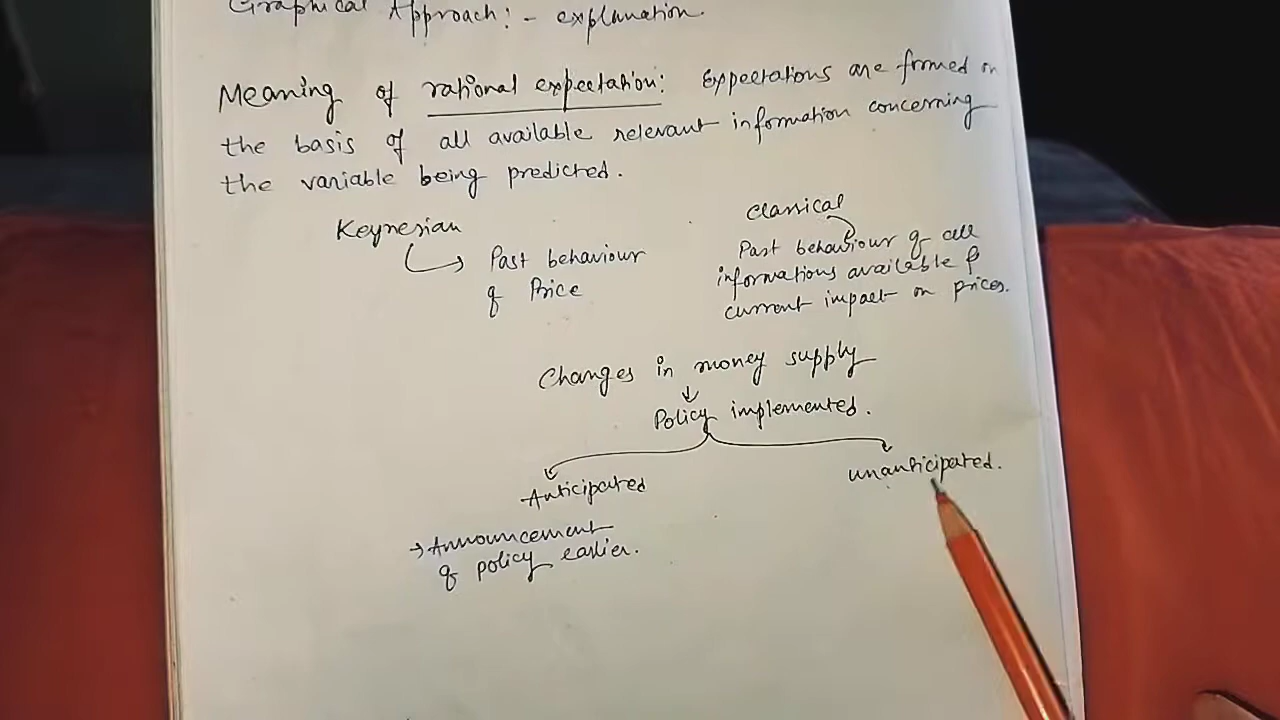 Graphical Approach: - explanation
Meaning of rational expectation: Expectations are formed on
the basis of all available relevant information concerning
the variable being predicted.
Keynesian
Past behaviour
of Price
Classical
Past behaviour of all
informations available &
current impact on prices.
Changes in money supply
Policy implemented.
Anticipated
unanticipated.
→ Announcement
of policy earlier.